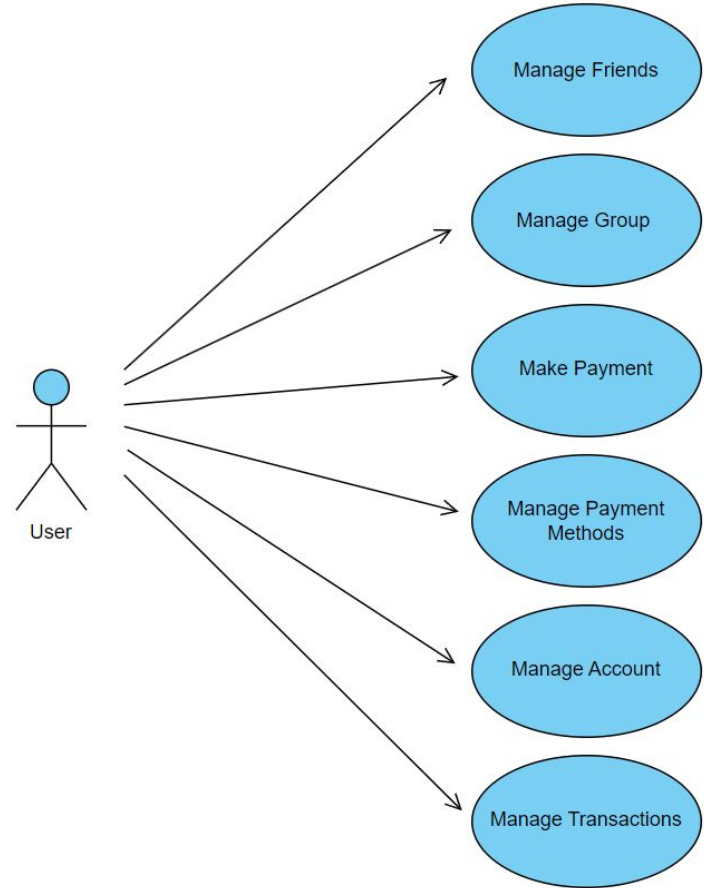 Manage Friends
Manage Group
Make Payment
User
Manage Payment
Methods
Manage Account
Manage Transactions